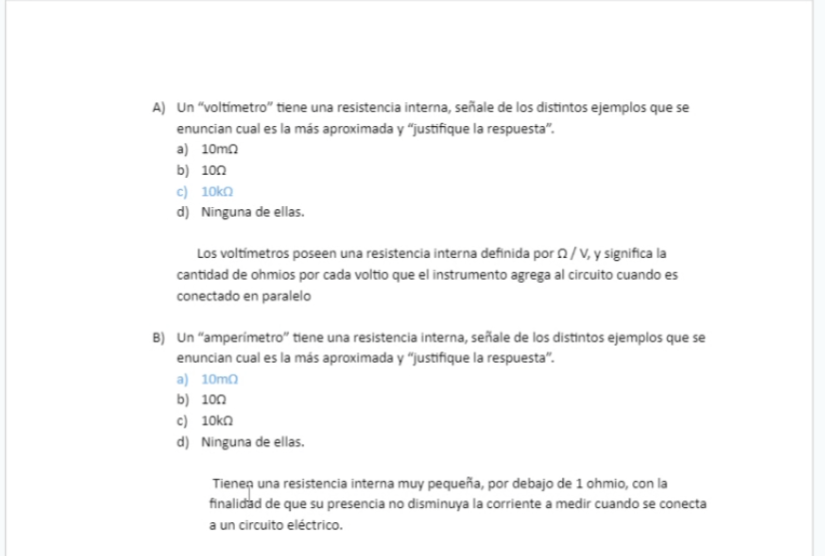 A) Un “voltímetro” tiene una resistencia interna, señale de los distintos ejemplos que se
enuncian cual es la más aproximada y “justifique la respuesta”.
a) 10mΩ
b) 10Ω
c) 10kΩ
d) Ninguna de ellas.
Los voltímetros poseen una resistencia interna definida por Ω / V, y significa la
cantidad de ohmios por cada voltio que el instrumento agrega al circuito cuando es
conectado en paralelo
B) Un “amperímetro” tiene una resistencia interna, señale de los distintos ejemplos que se
enuncian cual es la más aproximada y “justifique la respuesta”.
a) 10mΩ
b) 10Ω
c) 10kΩ
d) Ninguna de ellas.
Tienen una resistencia interna muy pequeña, por debajo de 1 ohmio, con la
finalidad de que su presencia no disminuya la corriente a medir cuando se conecta
a un circuito eléctrico.